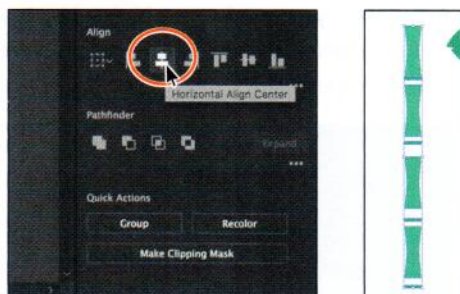 Align
Horizontal Align Center
Pathfinder
Expand
Quick Actions
Group
Recolor
Make Clipping Mask